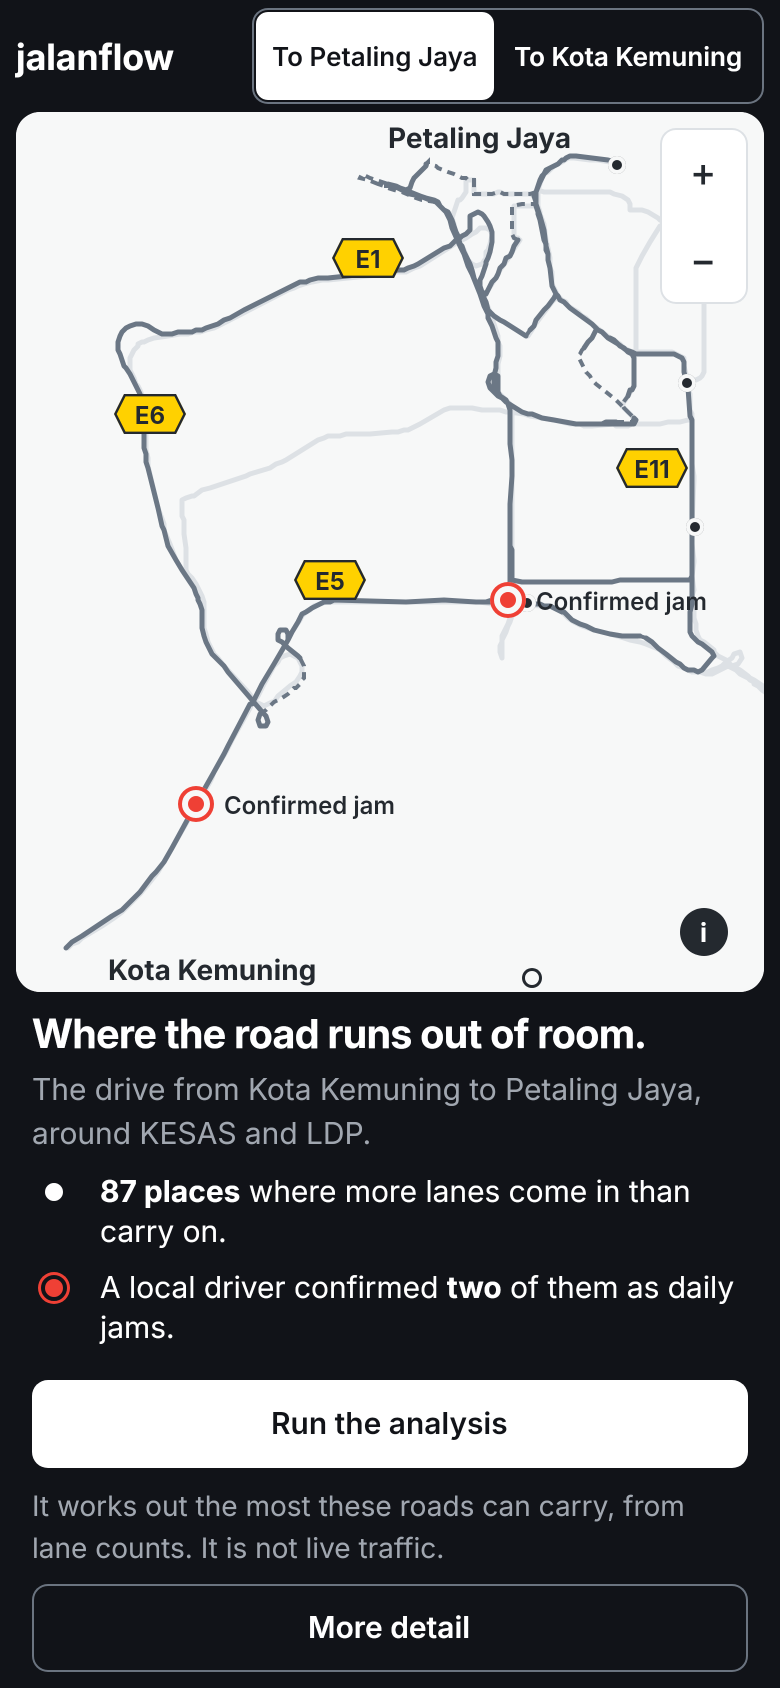 jalanflow
To Petaling Jaya
To Kota Kemuning
Petaling Jaya
+
−
E1
E6
E11
E5
Confirmed jam
Confirmed jam
i
Kota Kemuning
Where the road runs out of room.
The drive from Kota Kemuning to Petaling Jaya,
around KESAS and LDP.
87 places where more lanes come in than
carry on.
A local driver confirmed two of them as daily
jams.
Run the analysis
It works out the most these roads can carry, from
lane counts. It is not live traffic.
More detail